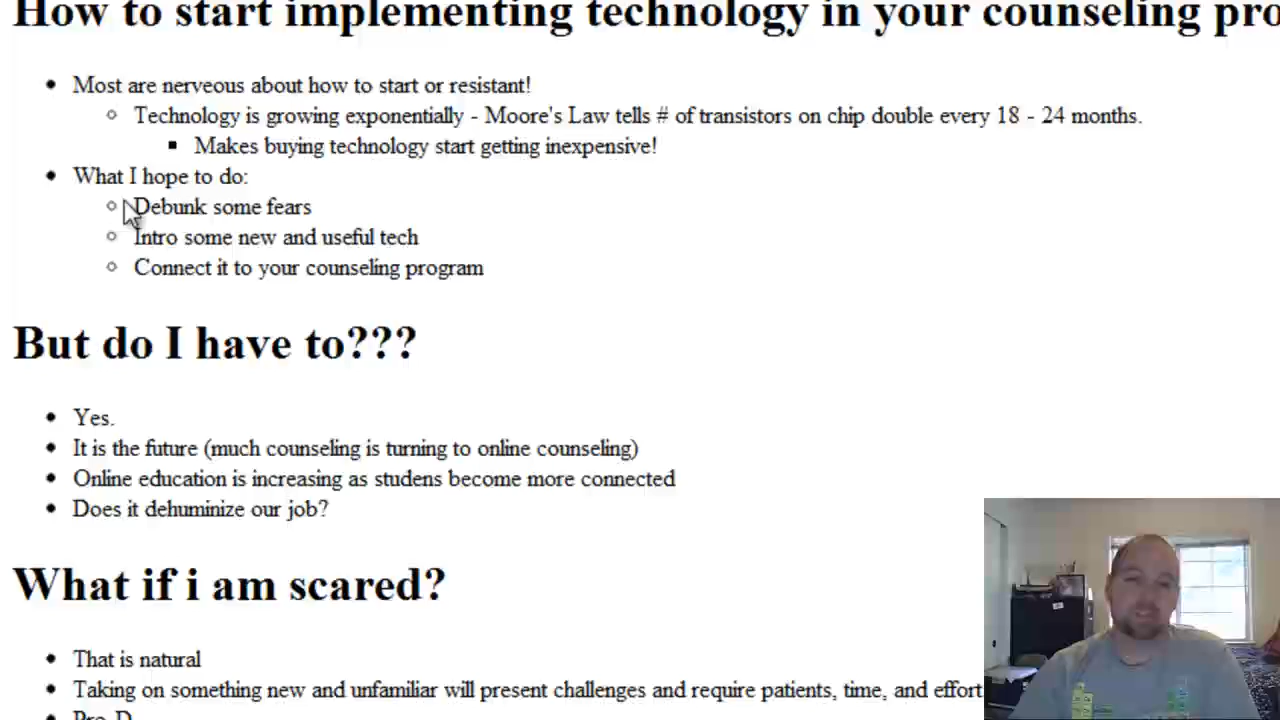 How to start implementing technology in your counseling pro
Most are nerveous about how to start or resistant!
Technology is growing exponentially - Moore's Law tells # of transistors on chip double every 18 - 24 months.
Makes buying technology start getting inexpensive!
What I hope to do:
Debunk some fears
Intro some new and useful tech
Connect it to your counseling program
But do I have to???
Yes.
It is the future (much counseling is turning to online counseling)
Online education is increasing as studens become more connected
Does it dehuminize our job?
What if i am scared?
That is natural
Taking on something new and unfamiliar will present challenges and require patients, time, and effort
Pro-D